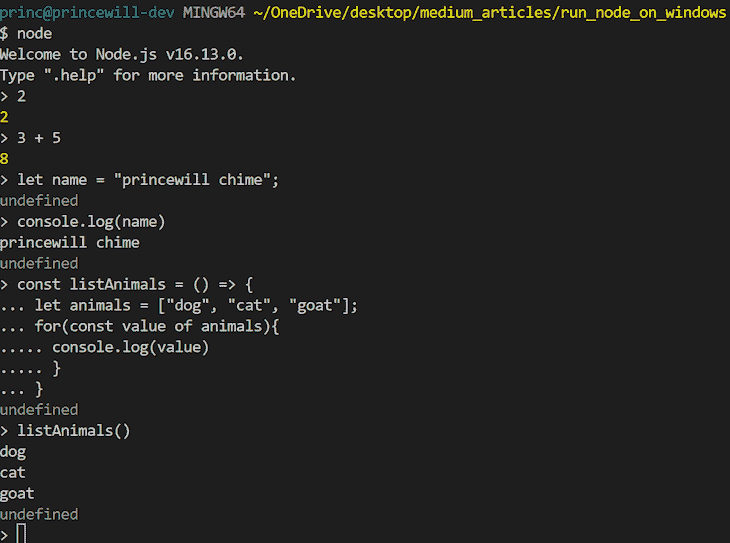 princ@princewill-dev MINGW64 ~/OneDrive/desktop/medium_articles/run_node_on_windows
$ node
Welcome to Node.js v16.13.0.
Type ".help" for more information.
> 2
2
> 3 + 5
8
> let name = "princewill chime";
undefined
> console.log(name)
princewill chime
undefined
> const listAnimals = () => {
... let animals = ["dog", "cat", "goat"];
... for(const value of animals){
..... console.log(value)
..... }
... }
undefined
> listAnimals()
dog
cat
goat
undefined
>